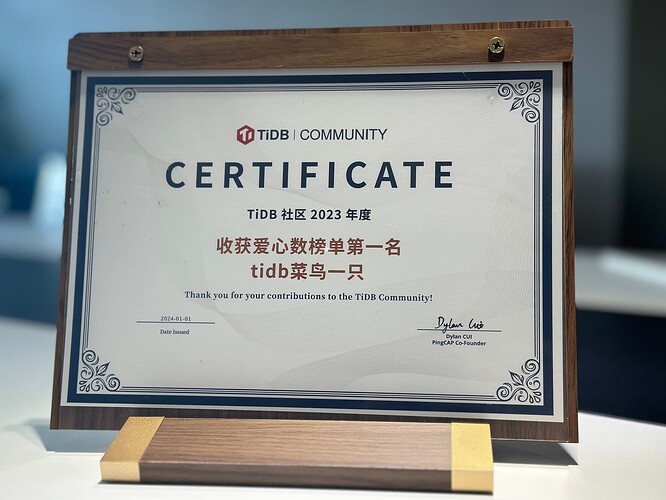 TiDB | COMMUNITY
CERTIFICATE
TiDB 社区 2023 年度
收获爱心数榜单第一名
tidb菜鸟一只
Thank you for your contributions to the TiDB Community!
2024-01-01
Date Issued
Dylan Cui
Dylan CUI
PingCAP Co-Founder